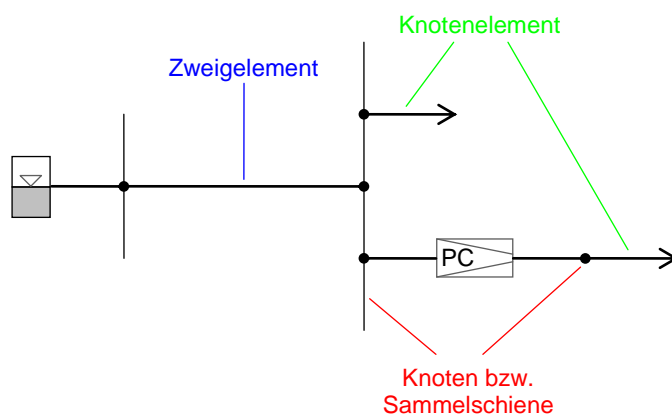 Knotenelement
Zweigelement
PC
Knoten bzw.
Sammelschiene